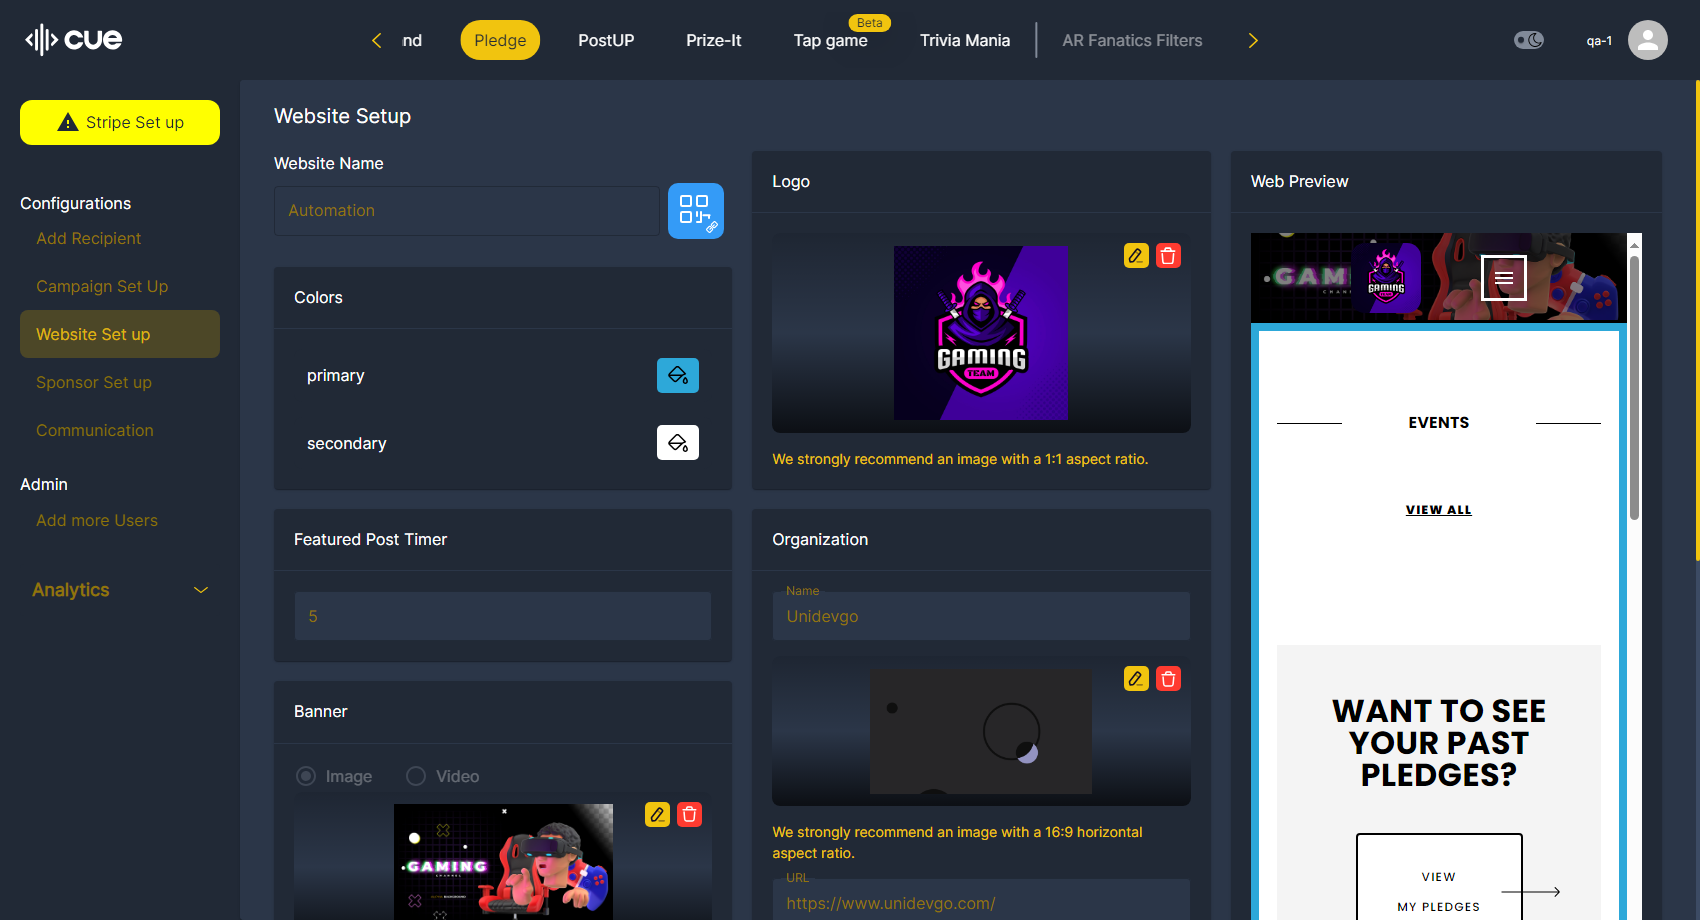 cue
nd
Pledge
PostUP
Prize-It
Tap game
Beta
Trivia Mania
AR Fanatics Filters
qa-1
Stripe Set up
Configurations
Add Recipient
Campaign Set Up
Website Set up
Sponsor Set up
Communication
Admin
Add more Users
Analytics
Website Setup
Website Name
Automation
Colors
primary
secondary
Featured Post Timer
5
Banner
Image
Video
GAMING
Logo
GAMING
TEAM
We strongly recommend an image with a 1:1 aspect ratio.
Organization
Name
Unidevgo
We strongly recommend an image with a 16:9 horizontal
aspect ratio.
URL
https://www.unidevgo.com/
Web Preview
GAMI
GAMING
EVENTS
VIEW ALL
WANT TO SEE
YOUR PAST
PLEDGES?
VIEW
MY PLEDGES